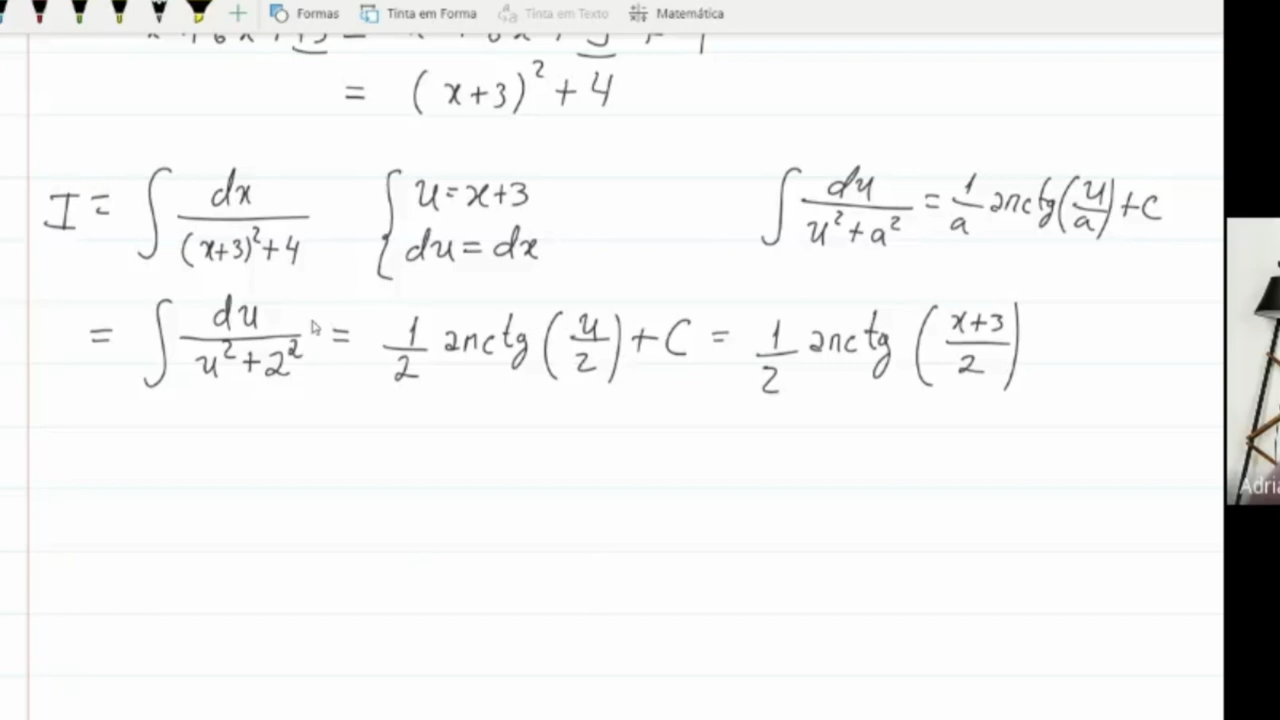 Formas Tinta em Forma Tinta em Texto Matemática
= (x+3)² + 4
I = ∫ dx/((x+3)²+4) { u = x+3 ∫ du/(u²+a²) = 1/a arctg(u/a) + C
du = dx
= ∫ du/(u²+2²) = 1/2 arctg(u/2) + C = 1/2 arctg((x+3)/2)